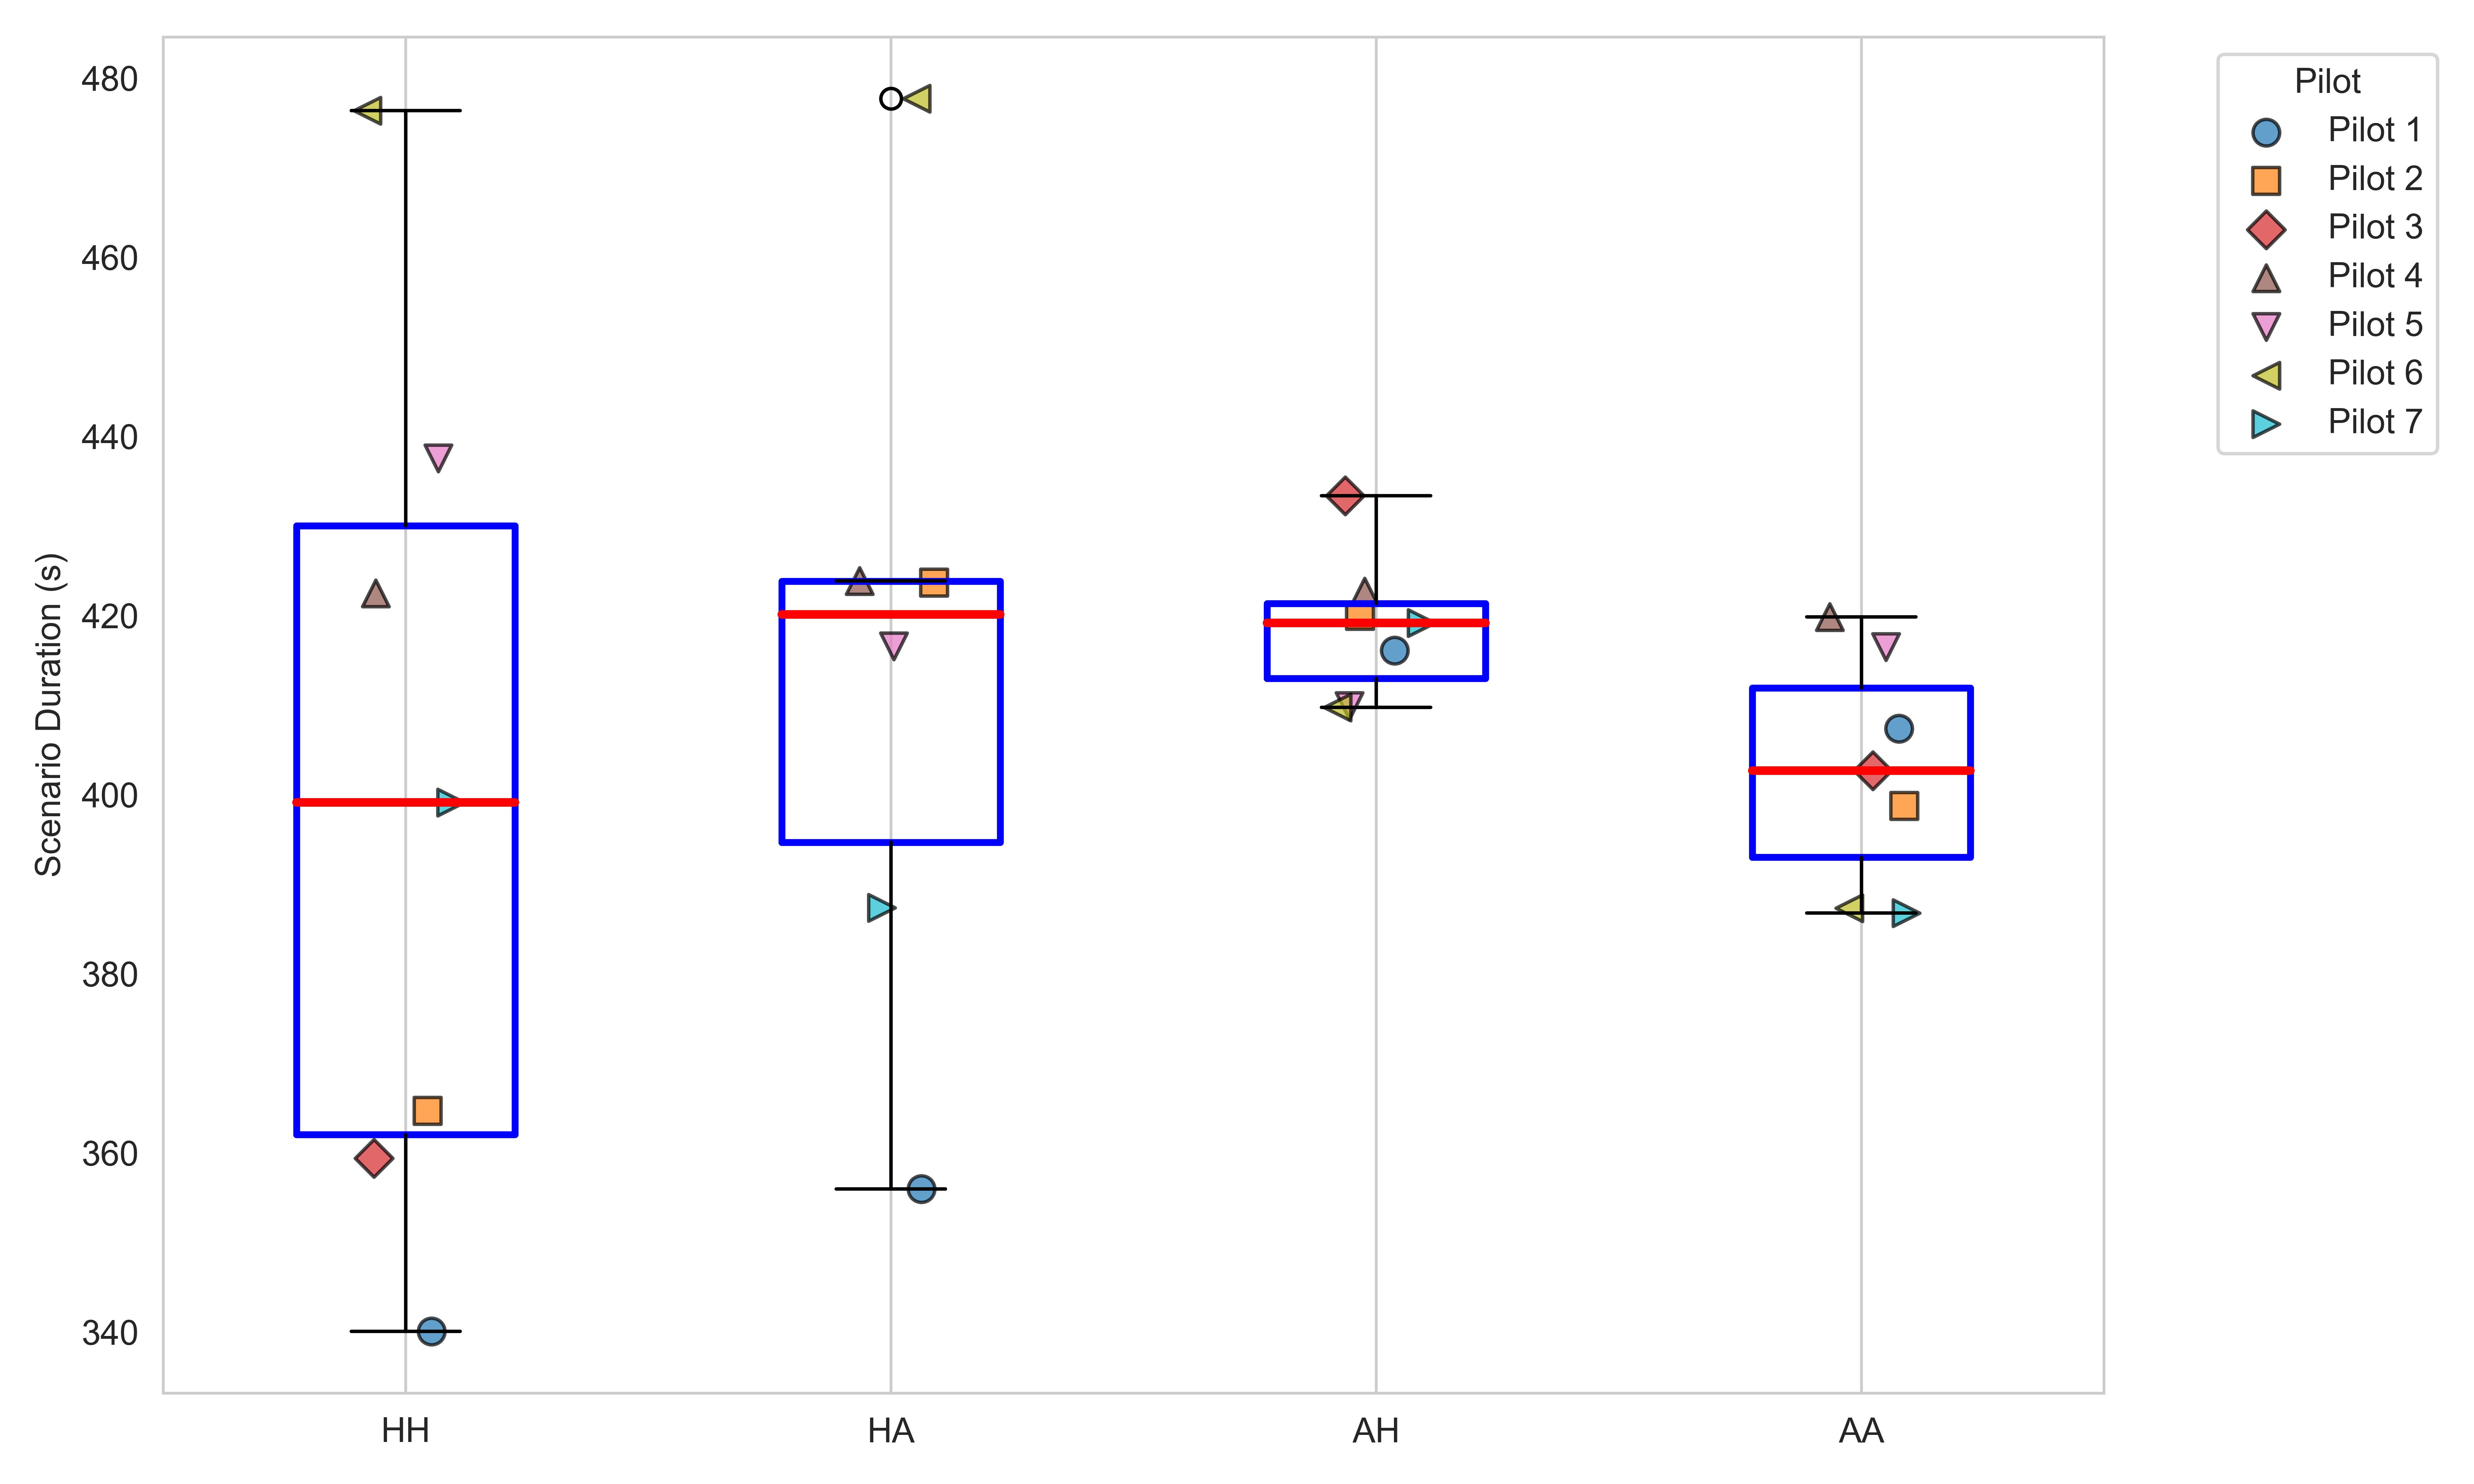 Scenario Duration (s)
480
460
440
420
400
380
360
340
HH
HA
AH
AA
Pilot
Pilot 1
Pilot 2
Pilot 3
Pilot 4
Pilot 5
Pilot 6
Pilot 7